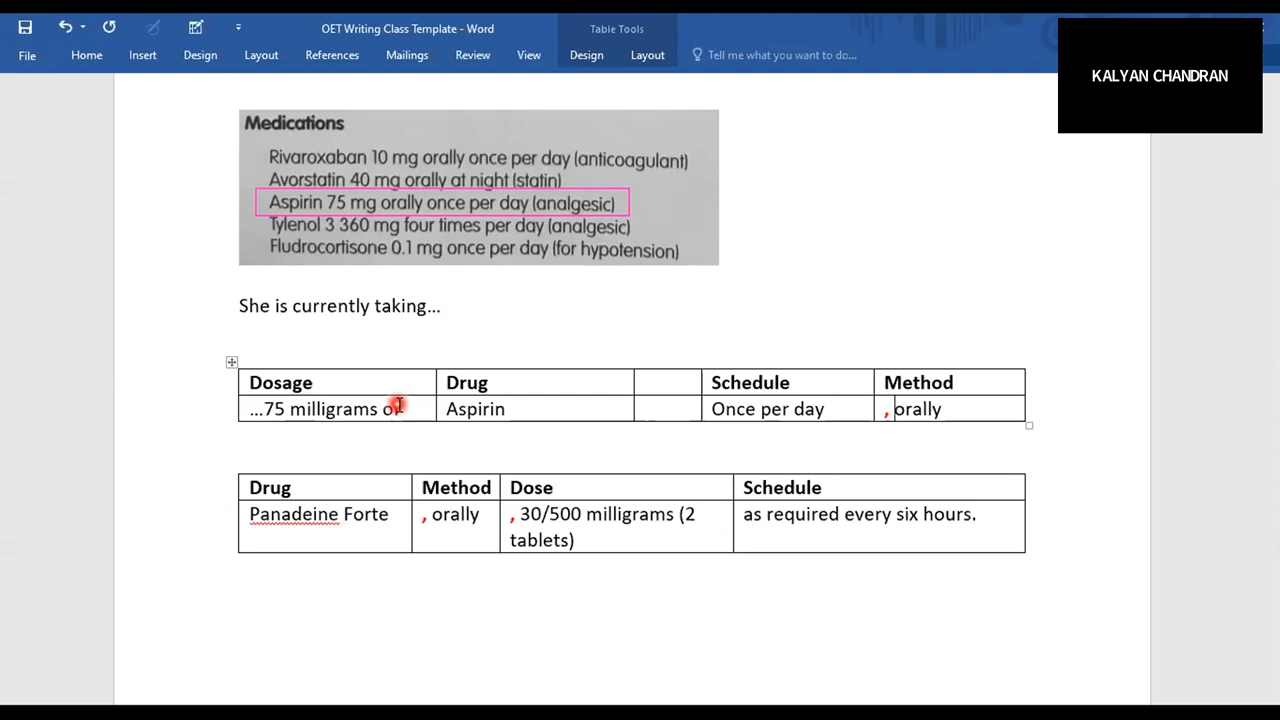 OET Writing Class Template - Word
Table Tools
File Home Insert Design Layout References Mailings Review View Design Layout Tell me what you want to do...
KALYAN CHANDRAN
Medications
Rivaroxaban 10 mg orally once per day (anticoagulant)
Avorstatin 40 mg orally at night (statin)
Aspirin 75 mg orally once per day (analgesic)
Tylenol 3 360 mg four times per day (analgesic)
Fludrocortisone 0.1 mg once per day (for hypotension)
She is currently taking...
Dosage Drug Schedule Method
...75 milligrams or Aspirin Once per day , orally
Drug Method Dose Schedule
Panadeine Forte , orally , 30/500 milligrams (2 as required every six hours.
tablets)